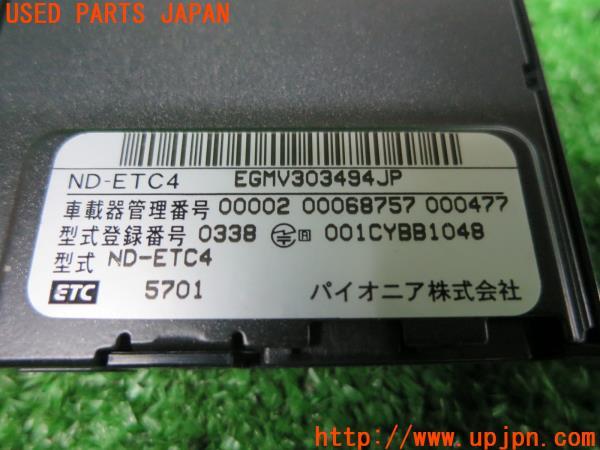 USED PARTS JAPAN
ND-ETC4 EGMV303494JP
車載器管理番号 00002 00068757 000477
型式登録番号 0338 R 001CYBB1048
型式 ND-ETC4
ETC 5701 パイオニア株式会社
http://www.upjpn.com/